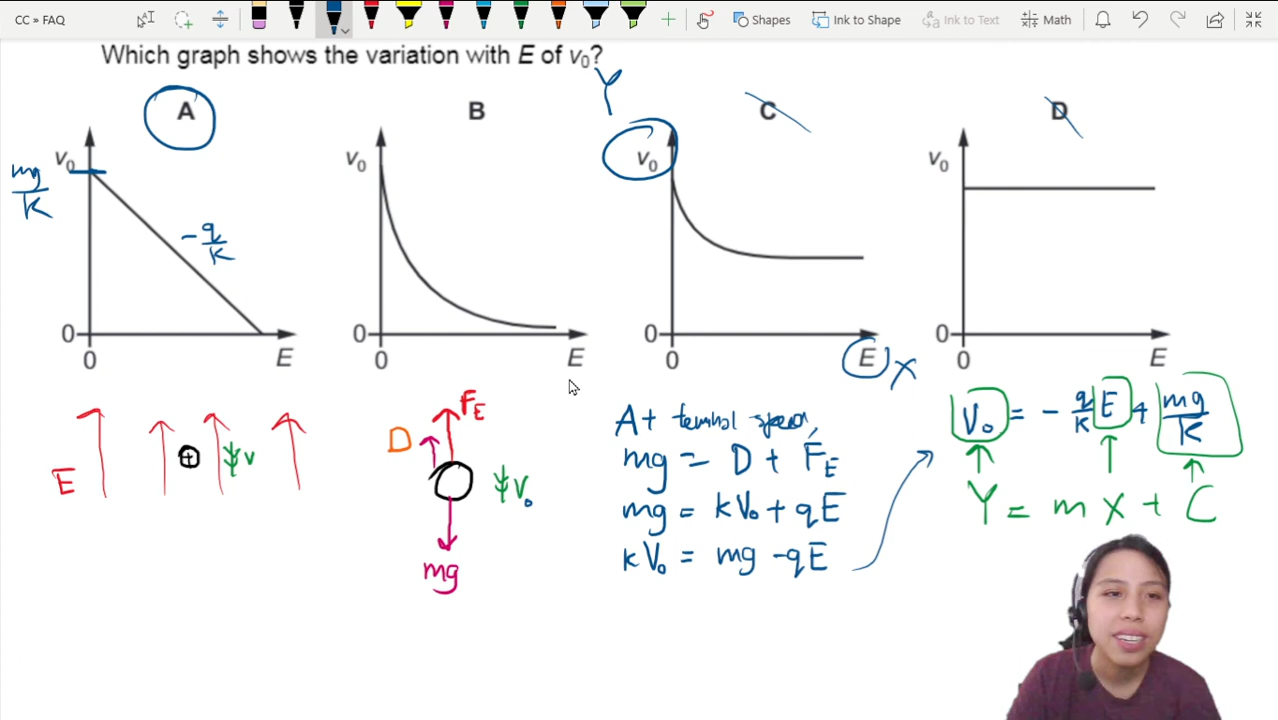 CC » FAQ
Shapes
Ink to Shape
Ink to Text
Math
Which graph shows the variation with E of v₀?
Y
A
B
C
D
v₀
v₀
v₀
v₀
mg/K
-q/K
0
0
0
0
0
E
0
E
0
E
X
0
E
E
v
D
F_E
V₀
mg
At terminal speed,
mg = D + F_E
mg = kV₀ + qE
kV₀ = mg - qE
V₀ = - q/K E + mg/K
Y = m X + C